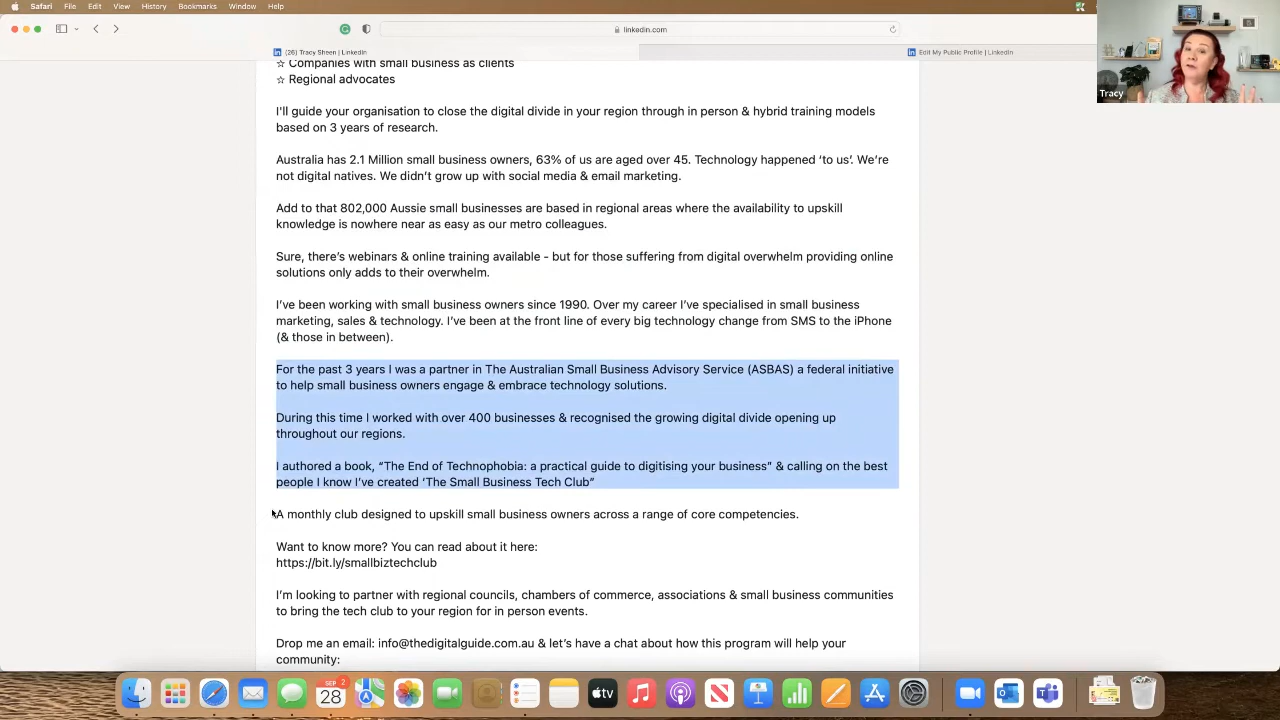 Safari File Edit View History Bookmarks Window Help
linkedin.com
(26) Tracy Sheen | LinkedIn
Edit My Public Profile | LinkedIn
Tracy
☆ Companies with small business as clients
☆ Regional advocates
I'll guide your organisation to close the digital divide in your region through in person & hybrid training models
based on 3 years of research.
Australia has 2.1 Million small business owners, 63% of us are aged over 45. Technology happened ‘to us’. We’re
not digital natives. We didn’t grow up with social media & email marketing.
Add to that 802,000 Aussie small businesses are based in regional areas where the availability to upskill
knowledge is nowhere near as easy as our metro colleagues.
Sure, there’s webinars & online training available - but for those suffering from digital overwhelm providing online
solutions only adds to their overwhelm.
I’ve been working with small business owners since 1990. Over my career I’ve specialised in small business
marketing, sales & technology. I’ve been at the front line of every big technology change from SMS to the iPhone
(& those in between).
For the past 3 years I was a partner in The Australian Small Business Advisory Service (ASBAS) a federal initiative
to help small business owners engage & embrace technology solutions.
During this time I worked with over 400 businesses & recognised the growing digital divide opening up
throughout our regions.
I authored a book, “The End of Technophobia: a practical guide to digitising your business” & calling on the best
people I know I’ve created ‘The Small Business Tech Club”
A monthly club designed to upskill small business owners across a range of core competencies.
Want to know more? You can read about it here:
https://bit.ly/smallbiztechclub
I’m looking to partner with regional councils, chambers of commerce, associations & small business communities
to bring the tech club to your region for in person events.
Drop me an email: info@thedigitalguide.com.au & let’s have a chat about how this program will help your
community:
SEP 2
28
tv